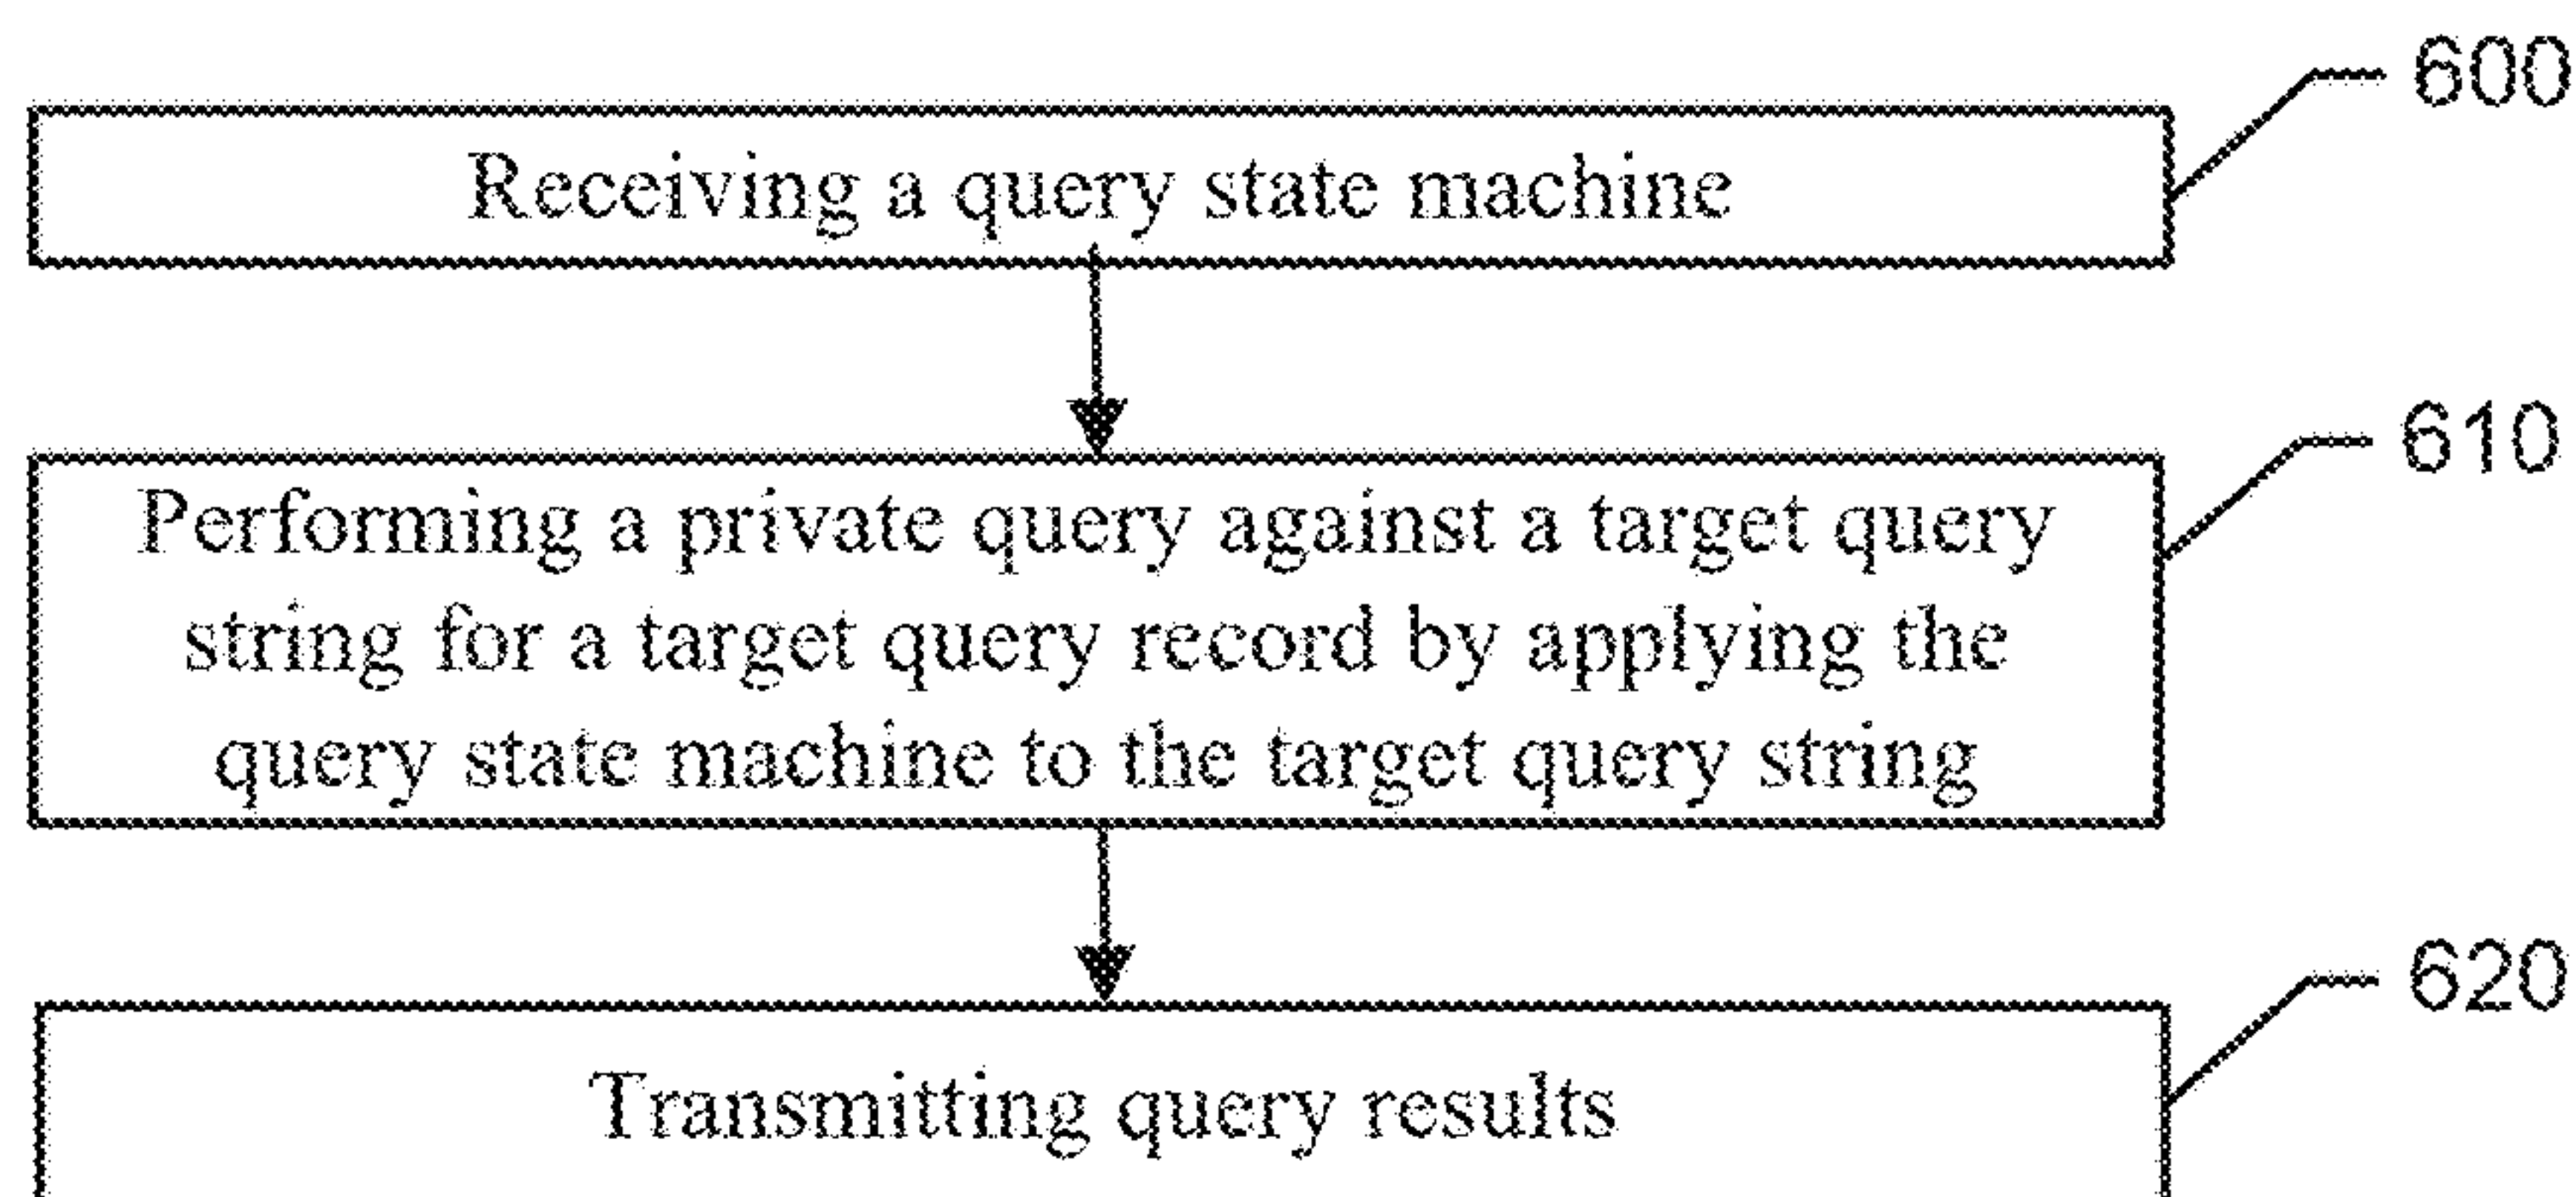 600
Receiving a query state machine
610
Performing a private query against a target query
string for a target query record by applying the
query state machine to the target query string
620
Transmitting query results